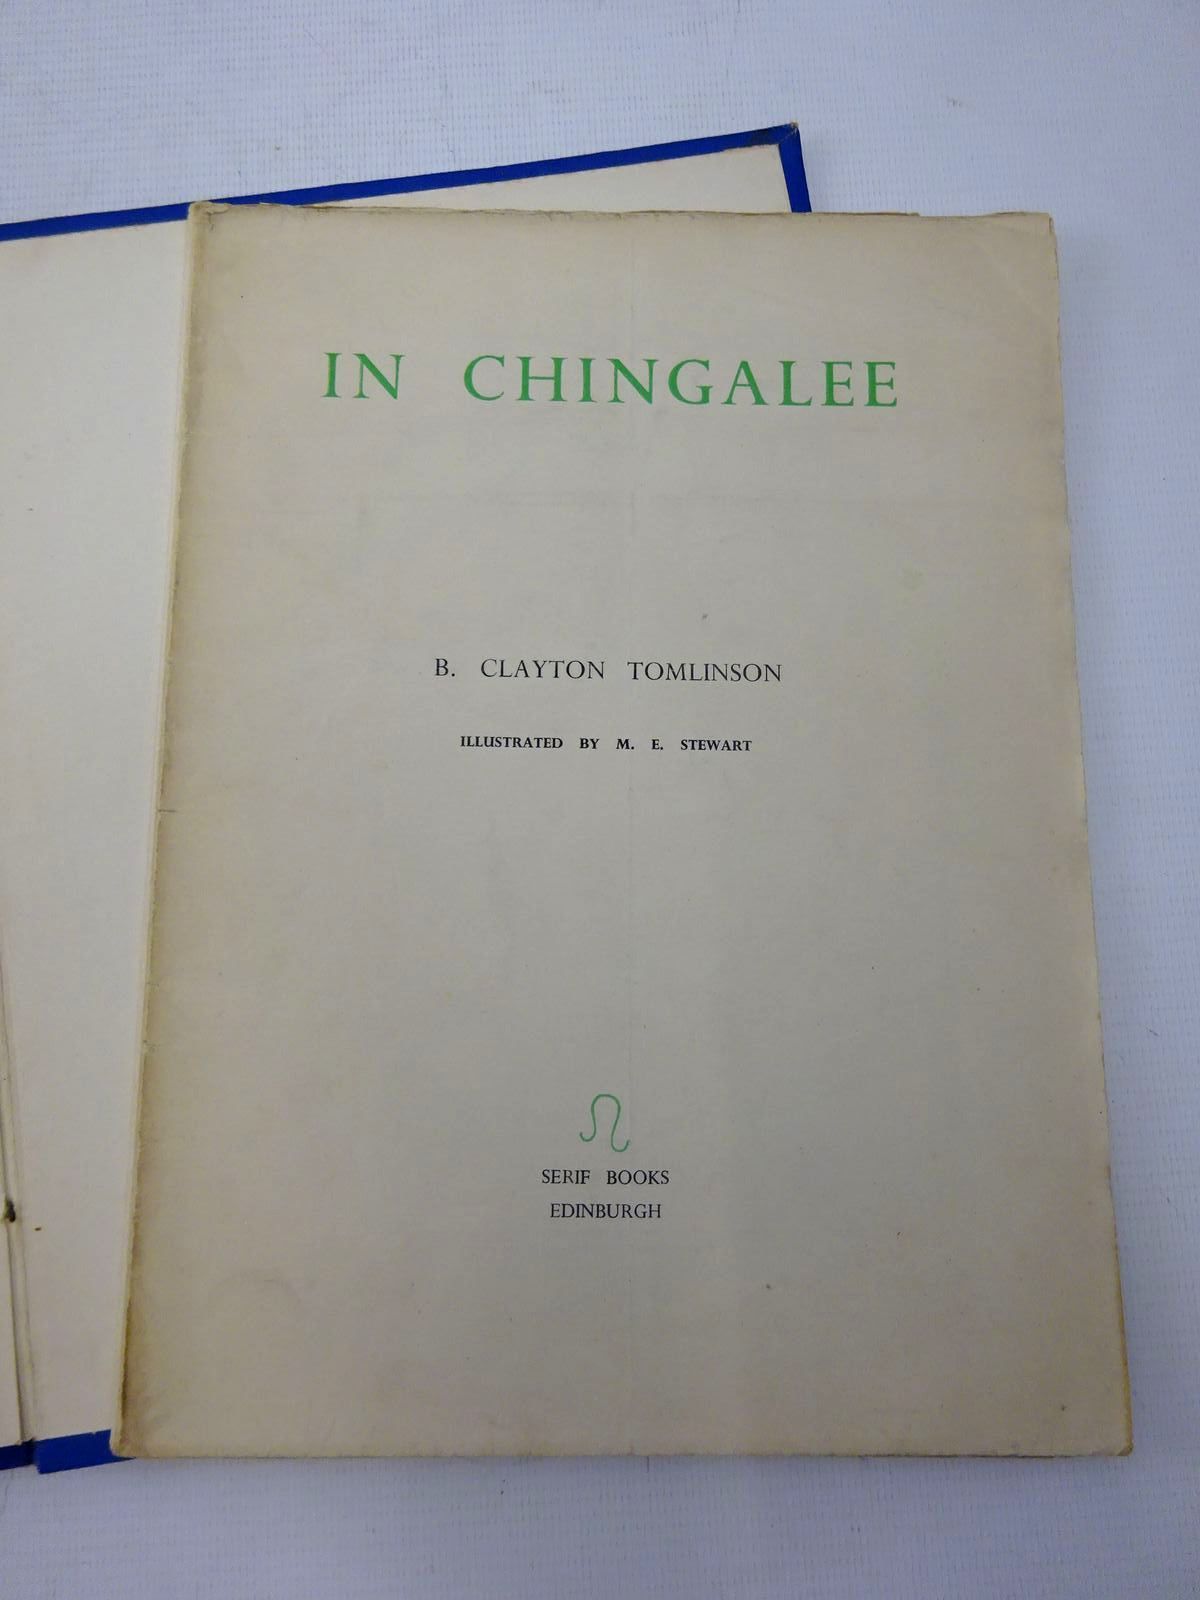 IN CHINGALEE
B. CLAYTON TOMLINSON
ILLUSTRATED BY M. E. STEWART
SERIF BOOKS
EDINBURGH